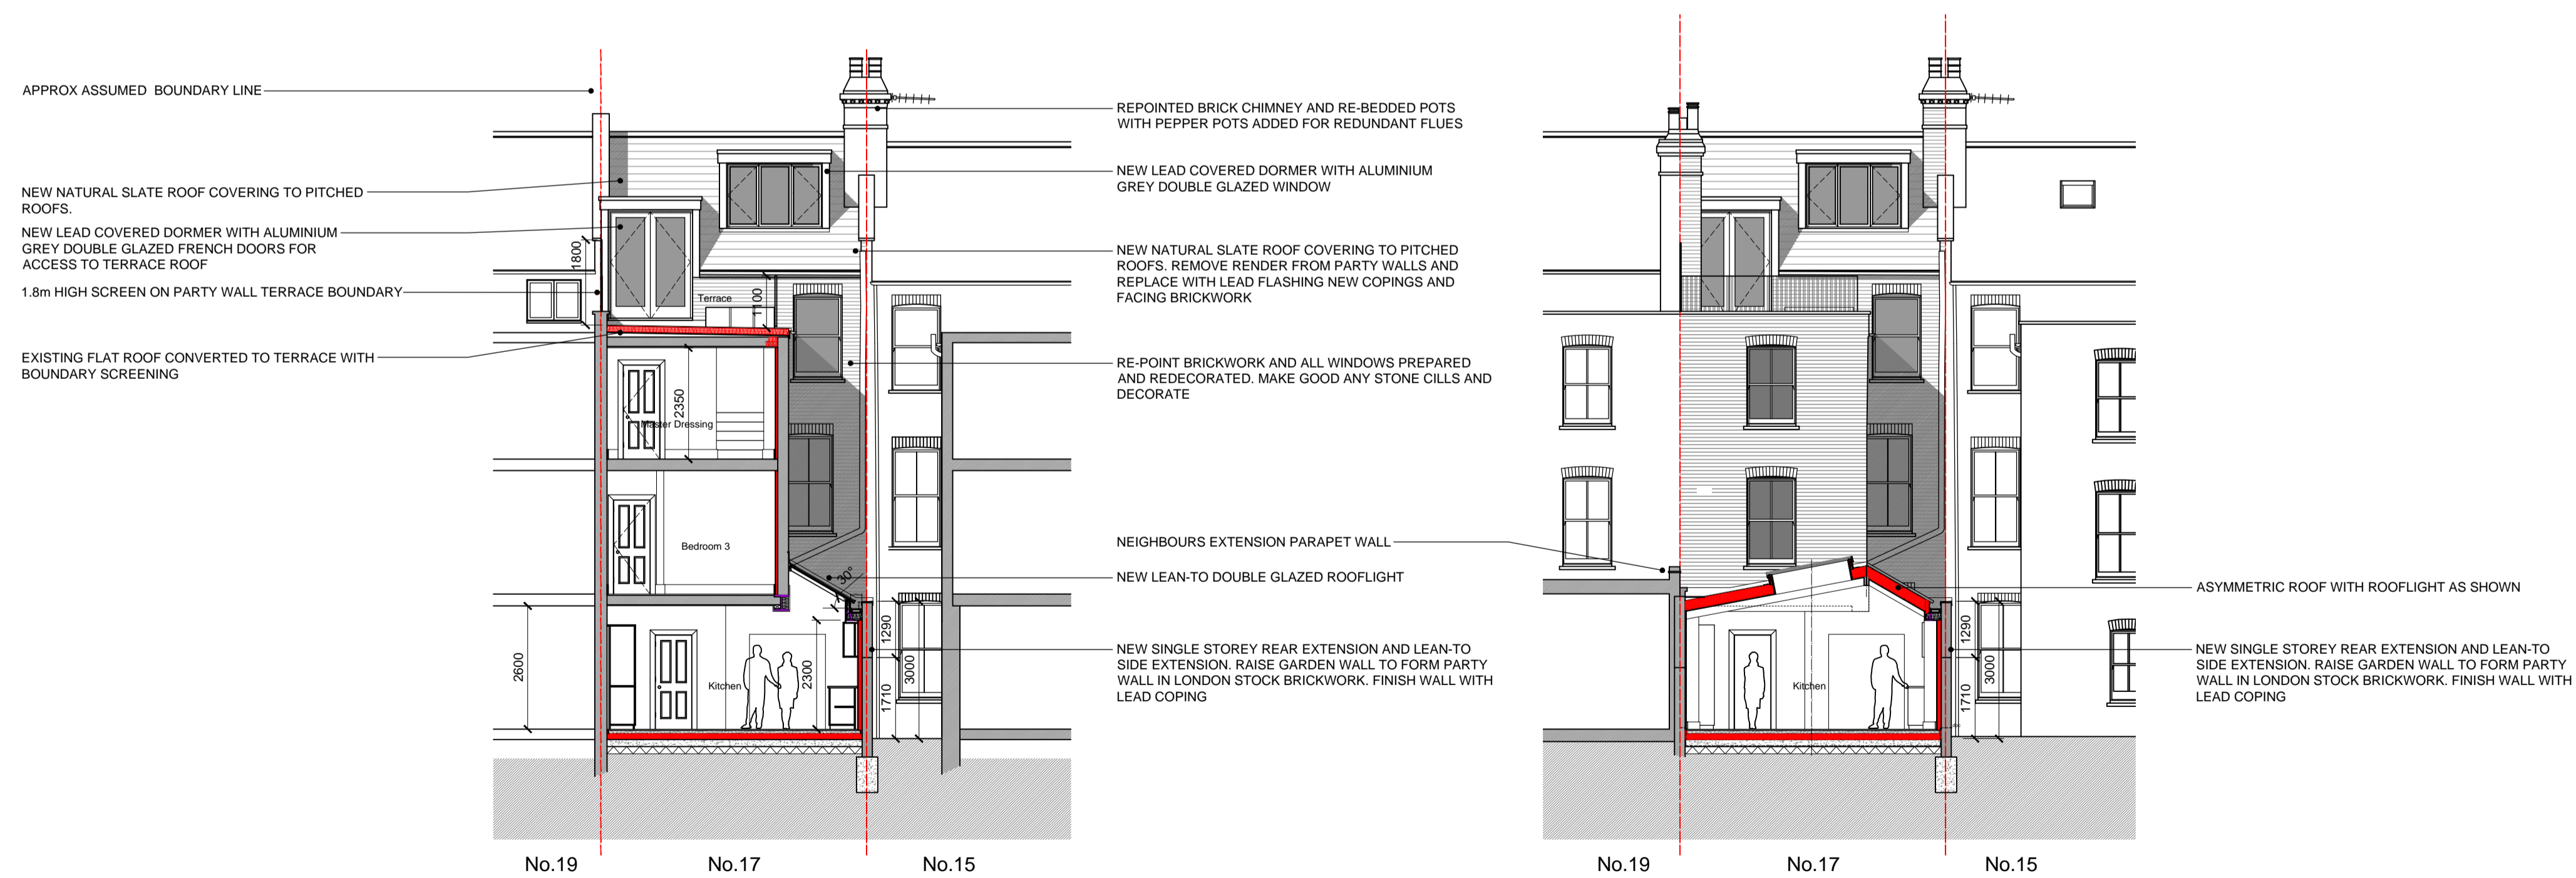 APPROX ASSUMED BOUNDARY LINE
NEW NATURAL SLATE ROOF COVERING TO PITCHED
ROOFS.
NEW LEAD COVERED DORMER WITH ALUMINIUM
GREY DOUBLE GLAZED FRENCH DOORS FOR
ACCESS TO TERRACE ROOF
1.8m HIGH SCREEN ON PARTY WALL TERRACE BOUNDARY
EXISTING FLAT ROOF CONVERTED TO TERRACE WITH
BOUNDARY SCREENING
1800
Terrace
1100
2350
Master Dressing
Bedroom 3
30°
2600
Kitchen
2300
1290
3000
1710
No.19
No.17
No.15
REPOINTED BRICK CHIMNEY AND RE-BEDDED POTS
WITH PEPPER POTS ADDED FOR REDUNDANT FLUES
NEW LEAD COVERED DORMER WITH ALUMINIUM
GREY DOUBLE GLAZED WINDOW
NEW NATURAL SLATE ROOF COVERING TO PITCHED
ROOFS. REMOVE RENDER FROM PARTY WALLS AND
REPLACE WITH LEAD FLASHING NEW COPINGS AND
FACING BRICKWORK
RE-POINT BRICKWORK AND ALL WINDOWS PREPARED
AND REDECORATED. MAKE GOOD ANY STONE CILLS AND
DECORATE
NEIGHBOURS EXTENSION PARAPET WALL
NEW LEAN-TO DOUBLE GLAZED ROOFLIGHT
NEW SINGLE STOREY REAR EXTENSION AND LEAN-TO
SIDE EXTENSION. RAISE GARDEN WALL TO FORM PARTY
WALL IN LONDON STOCK BRICKWORK. FINISH WALL WITH
LEAD COPING
Kitchen
1290
3000
1710
No.19
No.17
No.15
ASYMMETRIC ROOF WITH ROOFLIGHT AS SHOWN
NEW SINGLE STOREY REAR EXTENSION AND LEAN-TO
SIDE EXTENSION. RAISE GARDEN WALL TO FORM PARTY
WALL IN LONDON STOCK BRICKWORK. FINISH WALL WITH
LEAD COPING